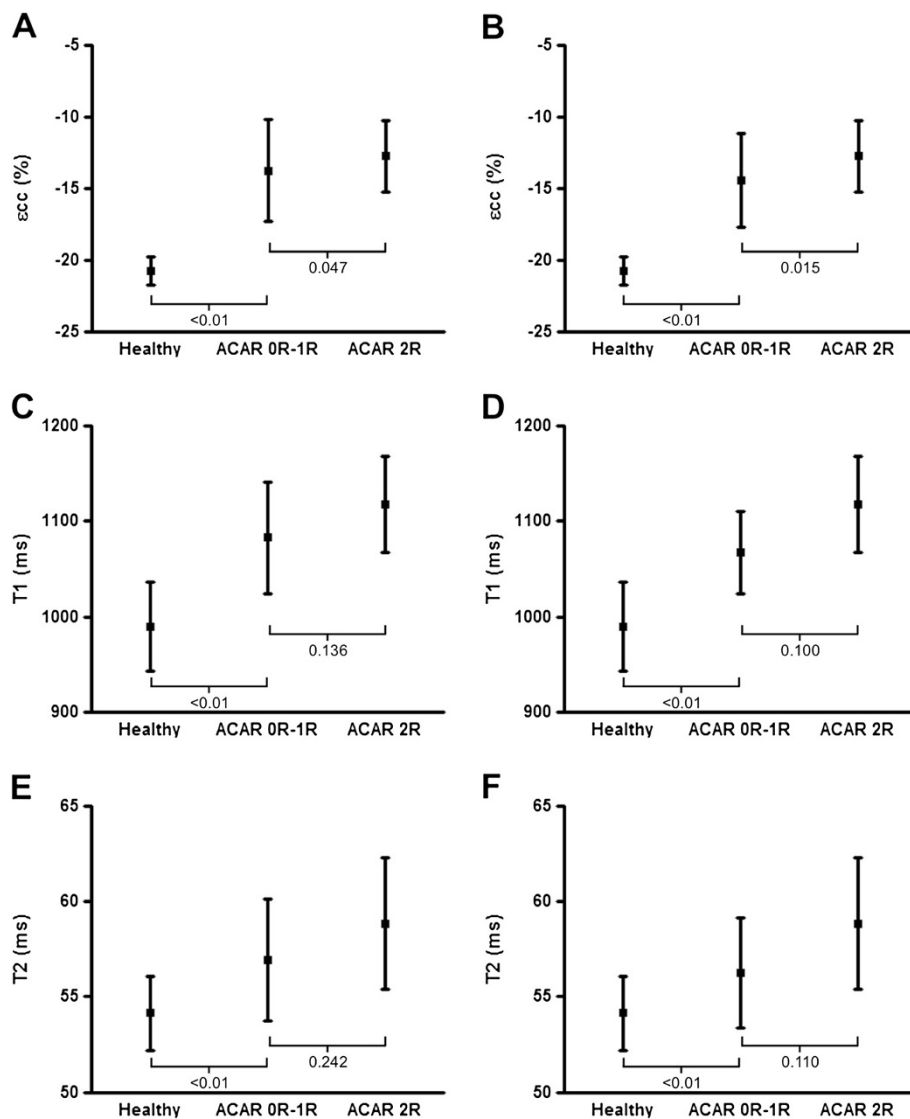 A
εcc (%)
-5
-10
-15
-20
-25
0.047
<0.01
Healthy ACAR 0R-1R ACAR 2R
B
εcc (%)
-5
-10
-15
-20
-25
0.015
<0.01
Healthy ACAR 0R-1R ACAR 2R
C
T1 (ms)
1200
1100
1000
900
0.136
<0.01
Healthy ACAR 0R-1R ACAR 2R
D
T1 (ms)
1200
1100
1000
900
0.100
<0.01
Healthy ACAR 0R-1R ACAR 2R
E
T2 (ms)
65
60
55
50
0.242
<0.01
Healthy ACAR 0R-1R ACAR 2R
F
T2 (ms)
65
60
55
50
0.110
<0.01
Healthy ACAR 0R-1R ACAR 2R